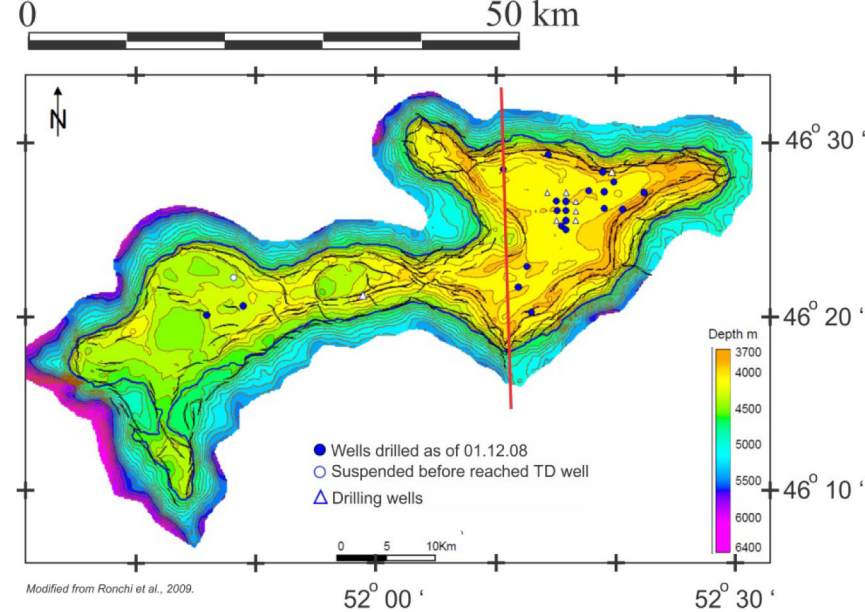 0 50 km
N
46° 30 ‘
46° 20 ‘
Depth m
3700
4000
4500
5000
5500
6000
6400
Wells drilled as of 01.12.08
Suspended before reached TD well
Drilling wells
46° 10 ‘
0 5 10Km
Modified from Ronchi et al., 2009.
52° 00 ‘ 52° 30 ‘